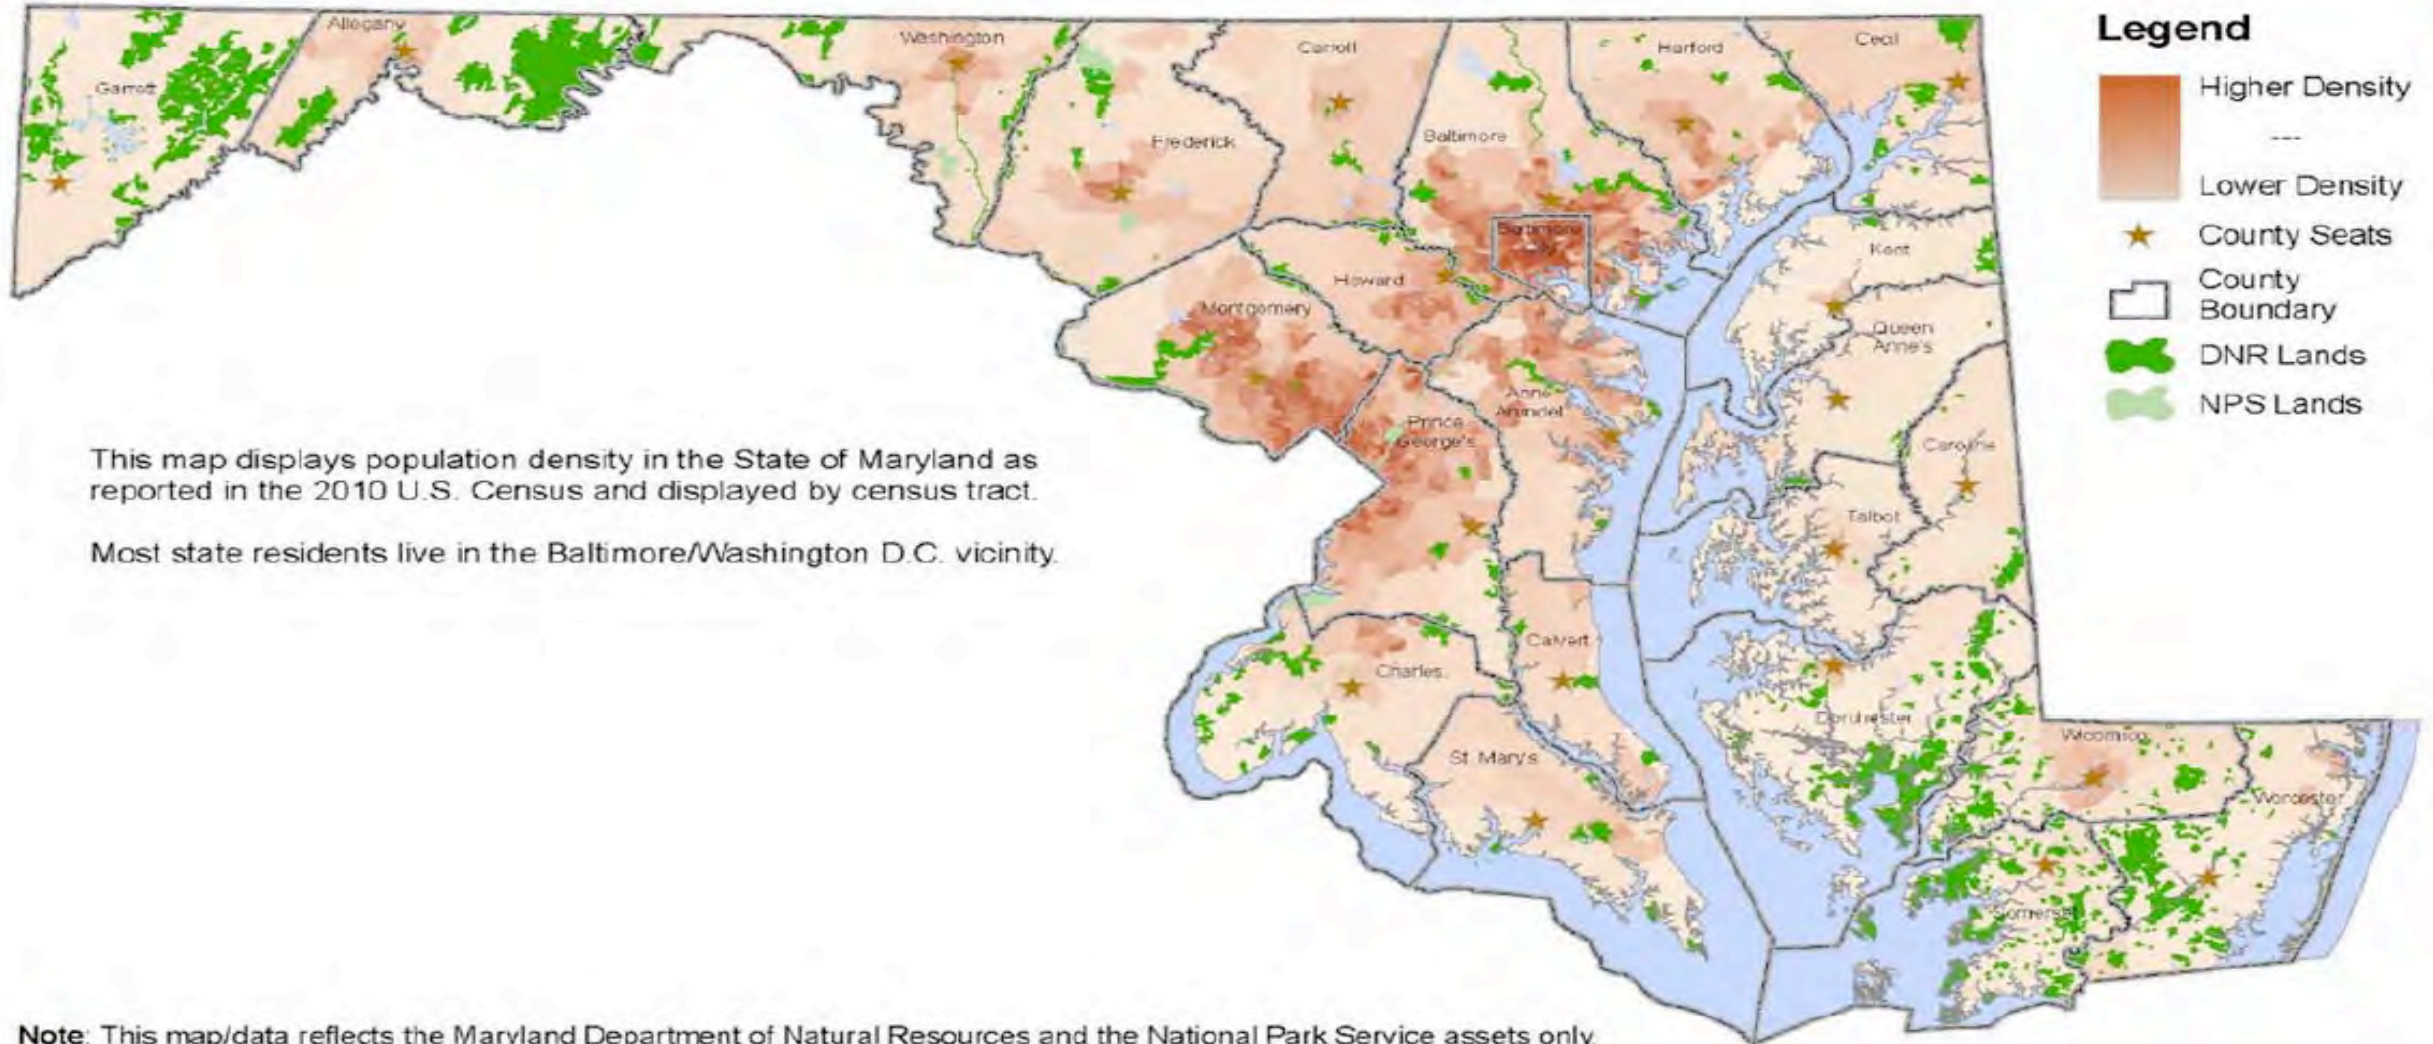 Legend
Higher Density
---
Lower Density
County Seats
County
Boundary
DNR Lands
NPS Lands
Allegany
Garrett
Washington
Frederick
Carroll
Baltimore
Harford
Cecil
Baltimore
City
Howard
Montgomery
Kent
Queen
Anne's
Anne
Arundel
Prince
George's
Caroline
Talbot
Calvert
Charles
St. Mary's
Dorchester
Wicomico
Worcester
Somerset
This map displays population density in the State of Maryland as
reported in the 2010 U.S. Census and displayed by census tract.
Most state residents live in the Baltimore/Washington D.C. vicinity.
Note: This map/data reflects the Maryland Department of Natural Resources and the National Park Service assets only.